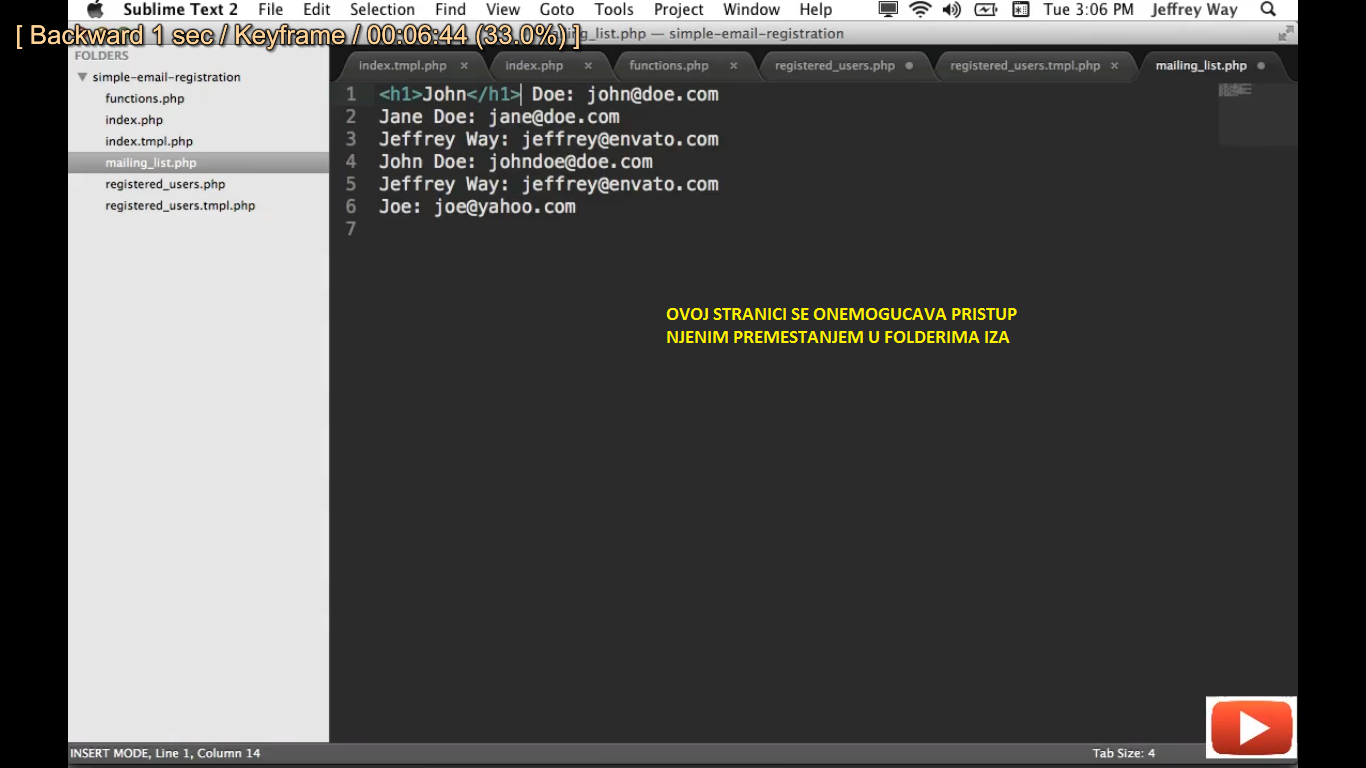 Sublime Text 2 File Edit Selection Find View Goto Tools Project Window Help Tue 3:06 PM Jeffrey Way
[ Backward 1 sec / Keyframe / 00:06:44 (33.0%) ]
_list.php — simple-email-registration
FOLDERS
simple-email-registration
functions.php
index.php
index.tmpl.php
mailing_list.php
registered_users.php
registered_users.tmpl.php
index.tmpl.php × index.php × functions.php × registered_users.php registered_users.tmpl.php × mailing_list.php
1 <h1>John</h1> Doe: john@doe.com
2 Jane Doe: jane@doe.com
3 Jeffrey Way: jeffrey@envato.com
4 John Doe: johndoe@doe.com
5 Jeffrey Way: jeffrey@envato.com
6 Joe: joe@yahoo.com
7
OVOJ STRANICI SE ONEMOGUCAVA PRISTUP
NJENIM PREMESTANJEM U FOLDERIMA IZA
INSERT MODE, Line 1, Column 14
Tab Size: 4